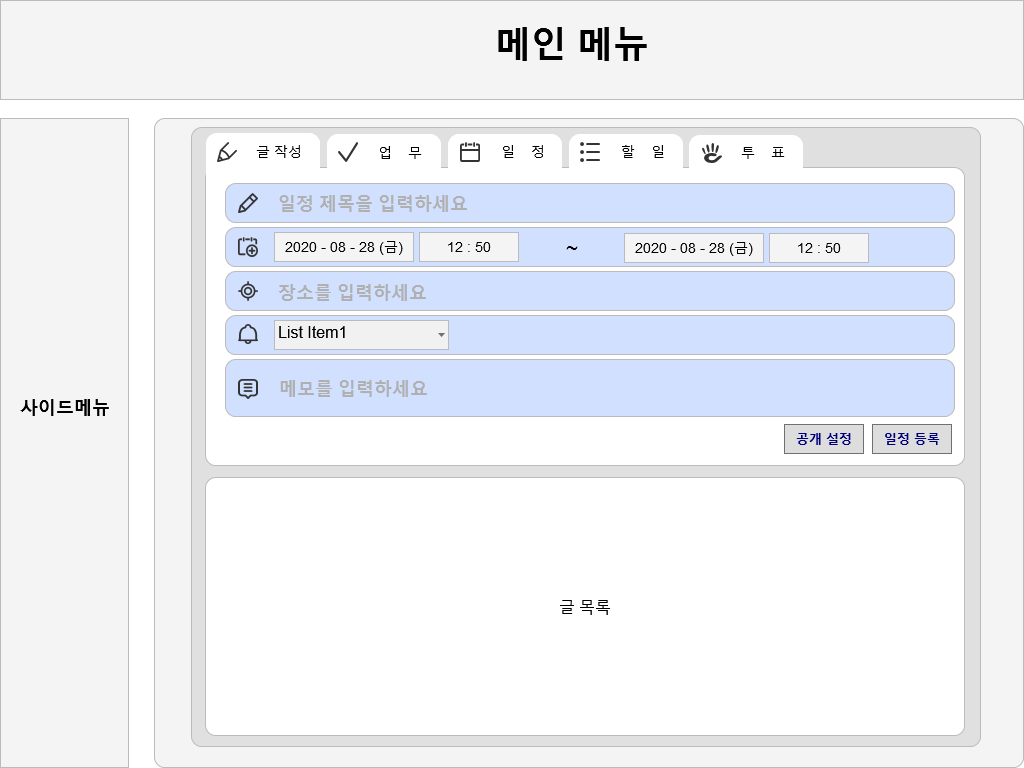 메인 메뉴
사이드메뉴
글 작성 업 무 일 정 할 일 투 표
일정 제목을 입력하세요
2020 - 08 - 28 (금) 12 : 50 ~ 2020 - 08 - 28 (금) 12 : 50
장소를 입력하세요
List Item1
메모를 입력하세요
공개 설정 일정 등록
글 목록